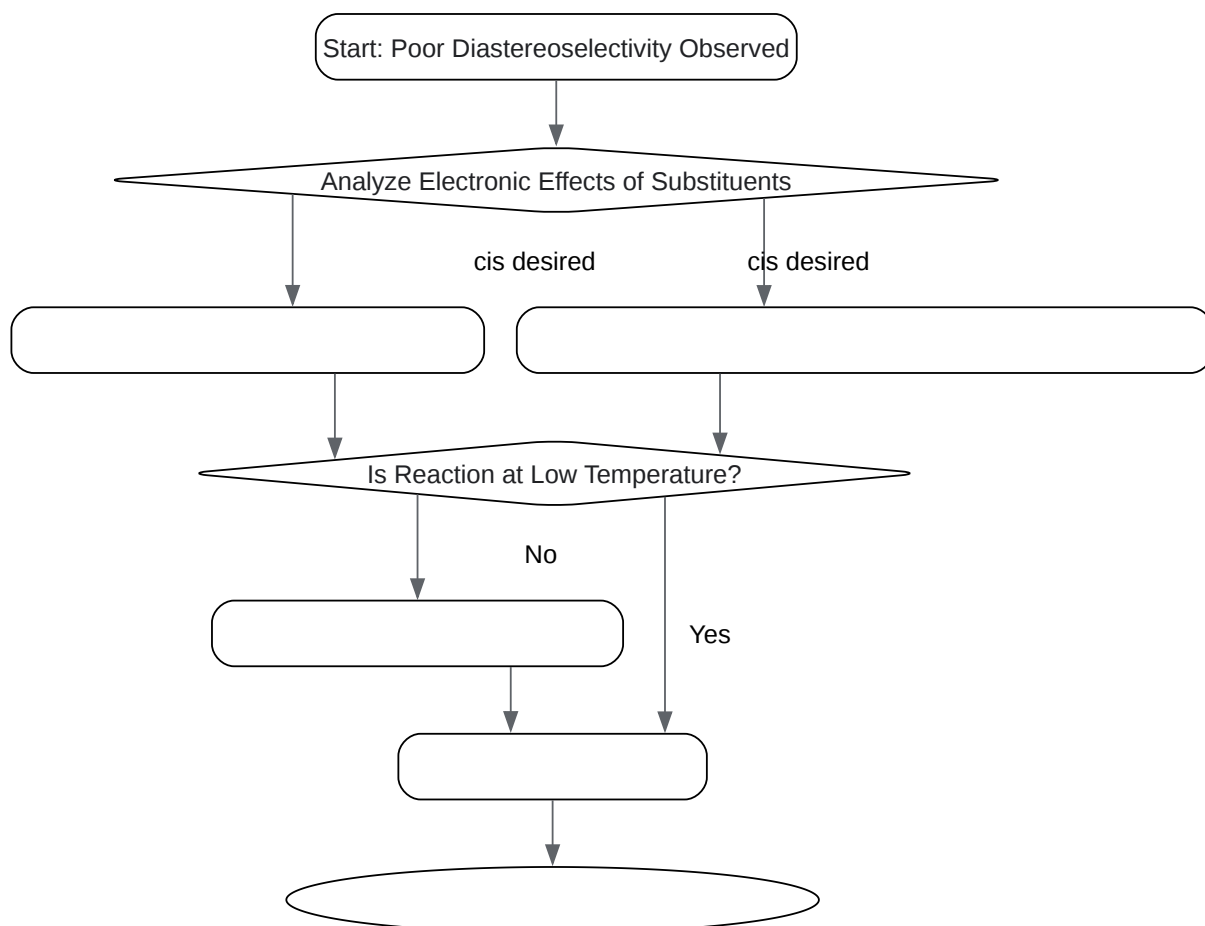 Start: Poor Diastereoselectivity Observed
Analyze Electronic Effects of Substituents
cis desired
cis desired
Is Reaction at Low Temperature?
No
Yes